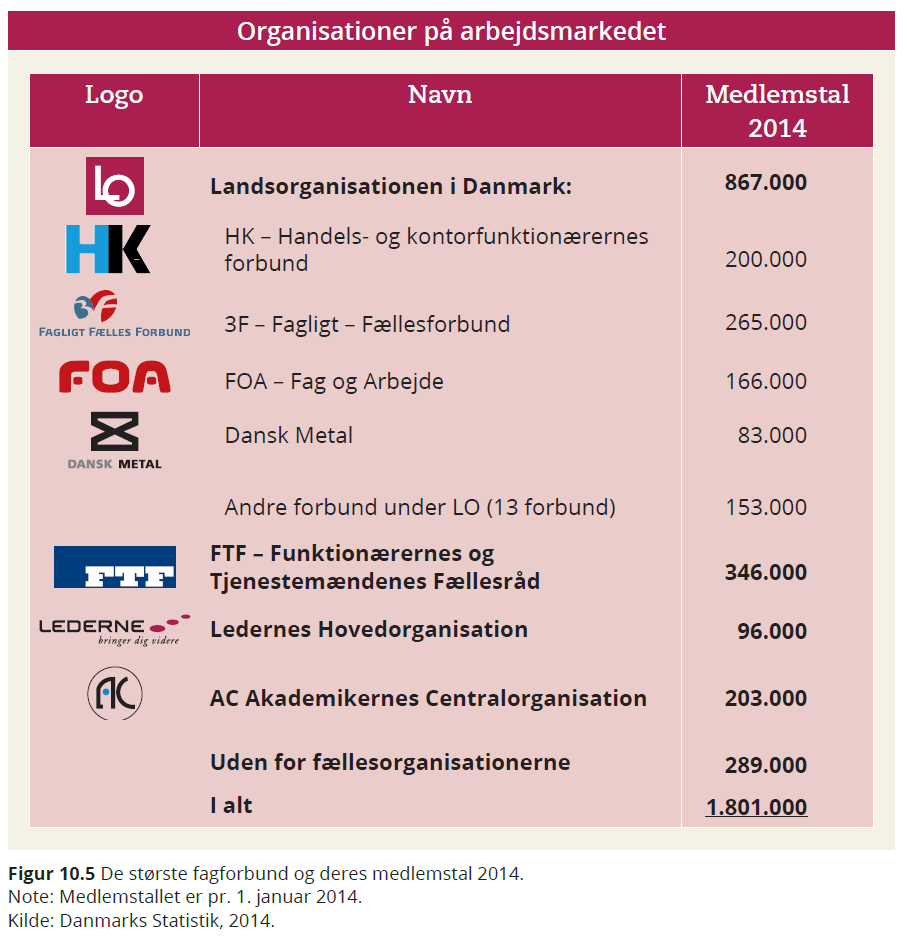 Organisationer på arbejdsmarkedet
Logo Navn Medlemstal
2014
LO Landsorganisationen i Danmark: 867.000
HK HK – Handels- og kontorfunktionærernes
forbund 200.000
3F
FAGLIGT FÆLLES FORBUND 3F – Fagligt – Fællesforbund 265.000
FOA FOA – Fag og Arbejde 166.000
Dansk Metal 83.000
DANSK METAL
Andre forbund under LO (13 forbund) 153.000
FTF FTF – Funktionærernes og
Tjenestemændenes Fællesråd 346.000
LEDERNE Ledernes Hovedorganisation 96.000
bringer dig videre
AC AC Akademikernes Centralorganisation 203.000
Uden for fællesorganisationerne 289.000
I alt 1.801.000
Figur 10.5 De største fagforbund og deres medlemstal 2014.
Note: Medlemstallet er pr. 1. januar 2014.
Kilde: Danmarks Statistik, 2014.